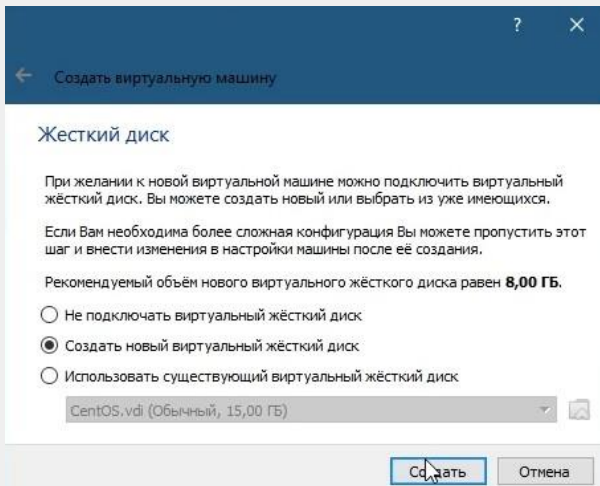 ?
Создать виртуальную машину
Жесткий диск
При желании к новой виртуальной машине можно подключить виртуальный
жёсткий диск. Вы можете создать новый или выбрать из уже имеющихся.
Если Вам необходима более сложная конфигурация Вы можете пропустить этот
шаг и внести изменения в настройки машины после её создания.
Рекомендуемый объём нового виртуального жёсткого диска равен 8,00 ГБ.
Не подключать виртуальный жёсткий диск
Создать новый виртуальный жёсткий диск
Использовать существующий виртуальный жёсткий диск
CentOS.vdi (Обычный, 15,00 ГБ)
Создать Отмена